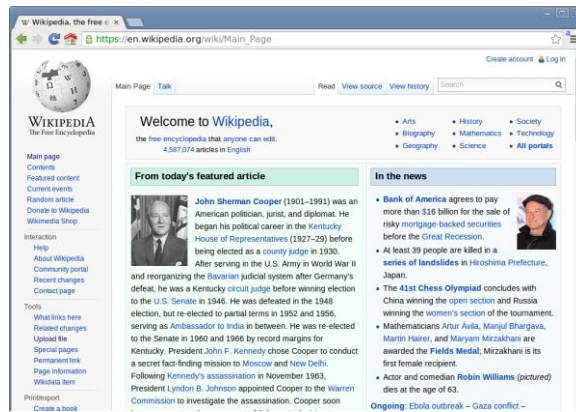 Wikipedia, the free e
https://en.wikipedia.org/wiki/Main_Page
Create account Log in
Main Page Talk Read View source View history Search
WIKIPEDIA
The Free Encyclopedia
Main page
Contents
Featured content
Current events
Random article
Donate to Wikipedia
Wikimedia Shop
Interaction
Help
About Wikipedia
Community portal
Recent changes
Contact page
Tools
What links here
Related changes
Upload file
Special pages
Permanent link
Page information
Wikidata item
Print/export
Create a book
Welcome to Wikipedia,
the free encyclopedia that anyone can edit.
4,587,074 articles in English
• Arts • History • Society
• Biography • Mathematics • Technology
• Geography • Science • All portals
From today's featured article
John Sherman Cooper (1901–1991) was an
American politician, jurist, and diplomat. He
began his political career in the Kentucky
House of Representatives (1927–29) before
being elected as a county judge in 1930.
After serving in the U.S. Army in World War II
and reorganizing the Bavarian judicial system after Germany's
defeat, he was a Kentucky circuit judge before winning election
to the U.S. Senate in 1946. He was defeated in the 1948
election, but re-elected to partial terms in 1952 and 1956,
serving as Ambassador to India in between. He was re-elected
to the Senate in 1960 and 1966 by record margins for
Kentucky. President John F. Kennedy chose Cooper to conduct
a secret fact-finding mission to Moscow and New Delhi.
Following Kennedy's assassination in November 1963,
President Lyndon B. Johnson appointed Cooper to the Warren
Commission to investigate the assassination. Cooper soon
In the news
• Bank of America agrees to pay
more than $16 billion for the sale of
risky mortgage-backed securities
before the Great Recession.
• At least 39 people are killed in a
series of landslides in Hiroshima Prefecture,
Japan.
• The 41st Chess Olympiad concludes with
China winning the open section and Russia
winning the women's section of the tournament.
• Mathematicians Artur Ávila, Manjul Bhargava,
Martin Hairer, and Maryam Mirzakhani are
awarded the Fields Medal; Mirzakhani is its
first female recipient.
• Actor and comedian Robin Williams (pictured)
dies at the age of 63.
Ongoing: Ebola outbreak – Gaza conflict –